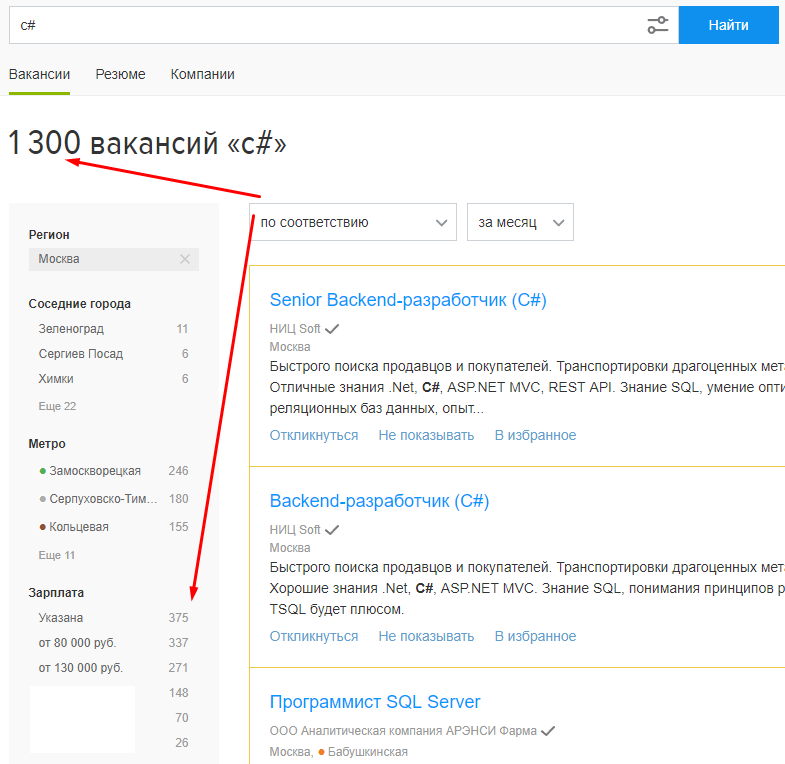 c#
Найти
Вакансии Резюме Компании
1 300 вакансий «c#»
по соответствию
за месяц
Регион
Москва
Соседние города
Зеленоград 11
Сергиев Посад 6
Химки 6
Еще 22
Метро
Замоскворецкая 246
Серпуховско-Тим... 180
Кольцевая 155
Еще 11
Зарплата
Указана 375
от 80 000 руб. 337
от 130 000 руб. 271
148
70
26
Senior Backend-разработчик (C#)
НИЦ Soft
Москва
Быстрого поиска продавцов и покупателей. Транспортировки драгоценных мета
Отличные знания .Net, C#, ASP.NET MVC, REST API. Знание SQL, умение опти
реляционных баз данных, опыт...
Откликнуться Не показывать В избранное
Backend-разработчик (C#)
НИЦ Soft
Москва
Быстрого поиска продавцов и покупателей. Транспортировки драгоценных мета
Хорошие знания .Net, C#, ASP.NET MVC. Знание SQL, понимания принципов р
TSQL будет плюсом.
Откликнуться Не показывать В избранное
Программист SQL Server
ООО Аналитическая компания АРЭНСИ Фарма
Москва, Бабушкинская